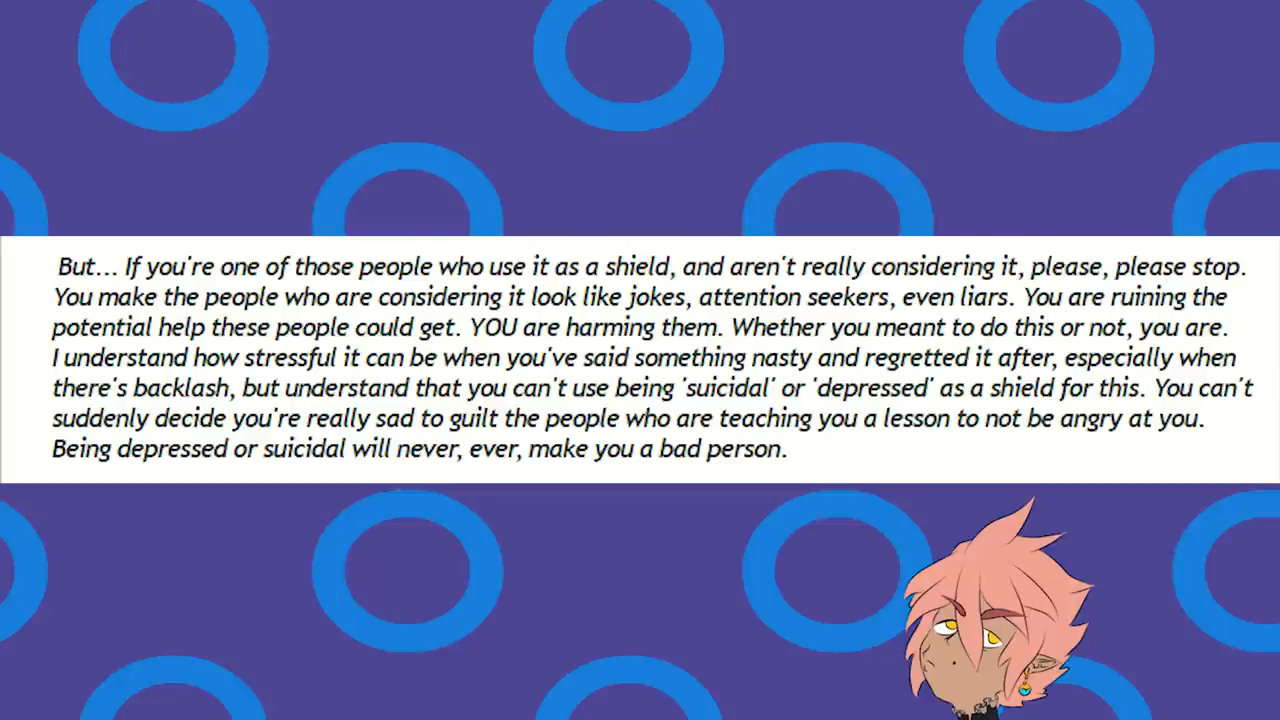 But... If you're one of those people who use it as a shield, and aren't really considering it, please, please stop.
You make the people who are considering it look like jokes, attention seekers, even liars. You are ruining the
potential help these people could get. YOU are harming them. Whether you meant to do this or not, you are.
I understand how stressful it can be when you've said something nasty and regretted it after, especially when
there's backlash, but understand that you can't use being 'suicidal' or 'depressed' as a shield for this. You can't
suddenly decide you're really sad to guilt the people who are teaching you a lesson to not be angry at you.
Being depressed or suicidal will never, ever, make you a bad person.